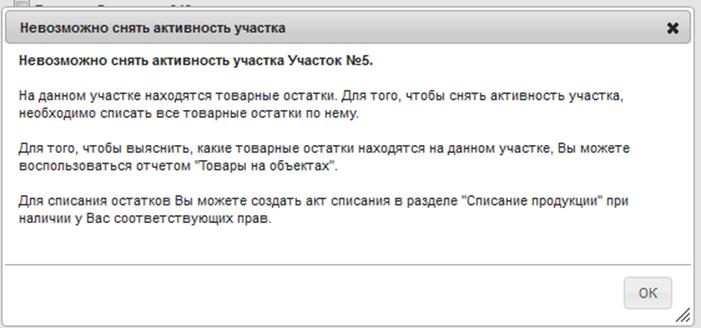 Невозможно снять активность участка
Невозможно снять активность участка Участок №5.
На данном участке находятся товарные остатки. Для того, чтобы снять активность участка,
необходимо списать все товарные остатки по нему.
Для того, чтобы выяснить, какие товарные остатки находятся на данном участке, Вы можете
воспользоваться отчетом "Товары на объектах".
Для списания остатков Вы можете создать акт списания в разделе "Списание продукции" при
наличии у Вас соответствующих прав.
ОК